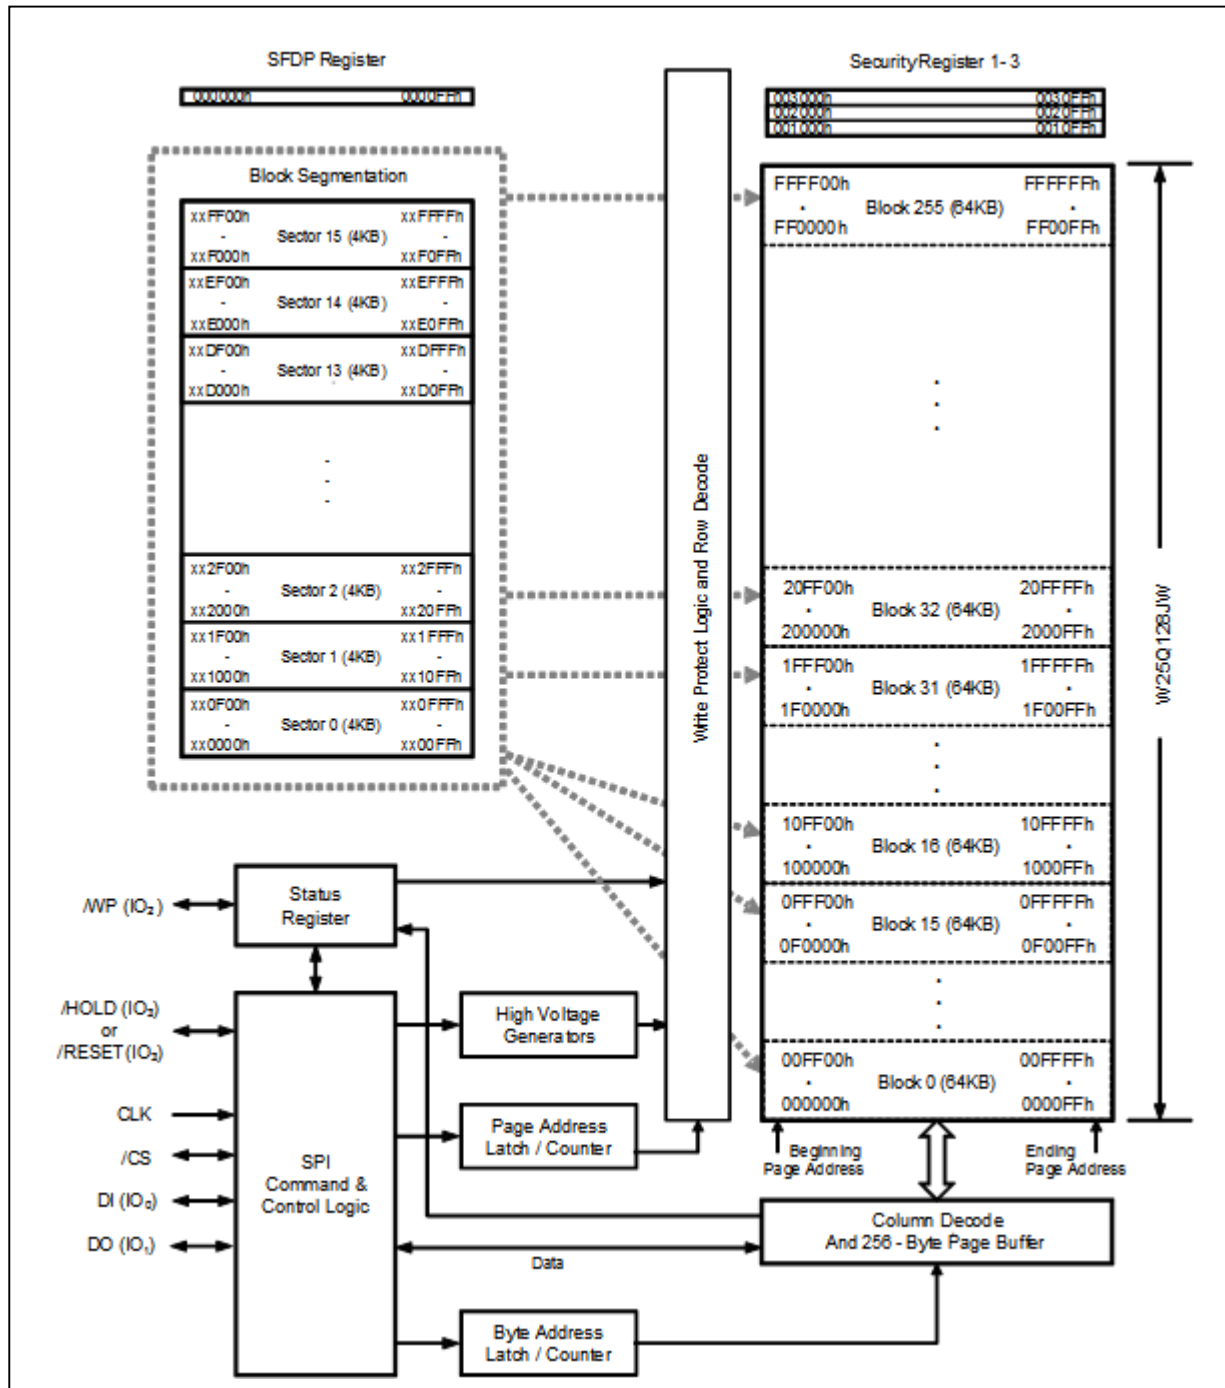 SFDP Register
000000h 0000FFh
Security Register 1 - 3
003000h 0030FFh
002000h 0020FFh
001000h 0010FFh
Block Segmentation
xxFF00h xxFFFFh
- Sector 15 (4KB) -
xxF000h xxF0FFh
xxEF00h xxEFFFh
- Sector 14 (4KB) -
xxE000h xxE0FFh
xxDF00h xxDFFFh
- Sector 13 (4KB) -
xxD000h xxD0FFh
-
-
-
xx2F00h xx2FFFh
- Sector 2 (4KB) -
xx2000h xx20FFh
xx1F00h xx1FFFh
- Sector 1 (4KB) -
xx1000h xx10FFh
xx0F00h xx0FFFh
- Sector 0 (4KB) -
xx0000h xx00FFh
Write Protect Logic and Row Decode
FFFF00h FFFFFFh
· Block 255 (64KB) ·
FF0000h FF00FFh
·
·
·
20FF00h 20FFFFh
· Block 32 (64KB) ·
200000h 2000FFh
1FFF00h 1FFFFFh
· Block 31 (64KB) ·
1F0000h 1F00FFh
·
·
·
10FF00h 10FFFFh
· Block 16 (64KB) ·
100000h 1000FFh
0FFF00h 0FFFFFh
· Block 15 (64KB) ·
0F0000h 0F00FFh
·
·
·
00FF00h 00FFFFh
· Block 0 (64KB) ·
000000h 0000FFh
W25Q128JW
Beginning
Page Address
Ending
Page Address
Status
Register
/WP (IO₂)
/HOLD (IO₃)
or
/RESET (IO₃)
CLK
/CS
DI (IO₀)
DO (IO₁)
SPI
Command &
Control Logic
High Voltage
Generators
Page Address
Latch / Counter
Column Decode
And 256 - Byte Page Buffer
Data
Byte Address
Latch / Counter